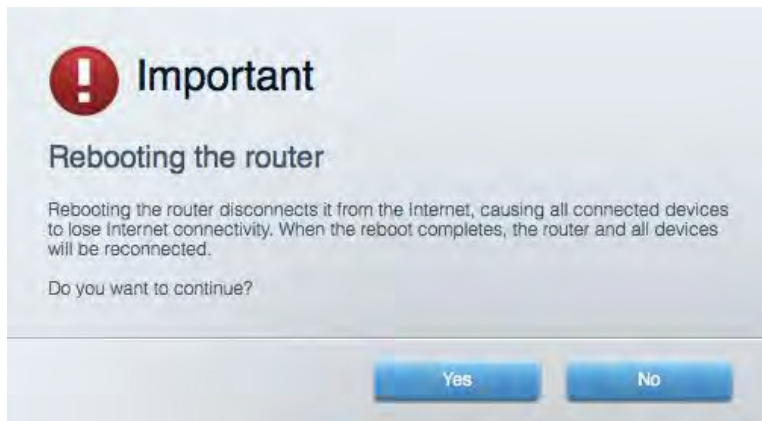 Important
Rebooting the router
Rebooting the router disconnects it from the Internet, causing all connected devices
to lose Internet connectivity. When the reboot completes, the router and all devices
will be reconnected.
Do you want to continue?
Yes
No